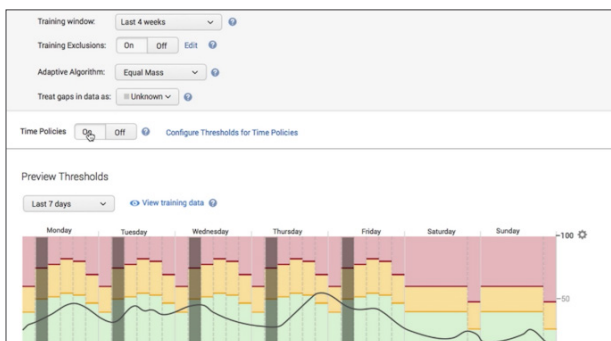 Training window: Last 4 weeks
Training Exclusions: On Off Edit
Adaptive Algorithm: Equal Mass
Treat gaps in data as: Unknown
Time Policies On Off Configure Thresholds for Time Policies
Preview Thresholds
Last 7 days View training data
Monday Tuesday Wednesday Thursday Friday Saturday Sunday
100
50